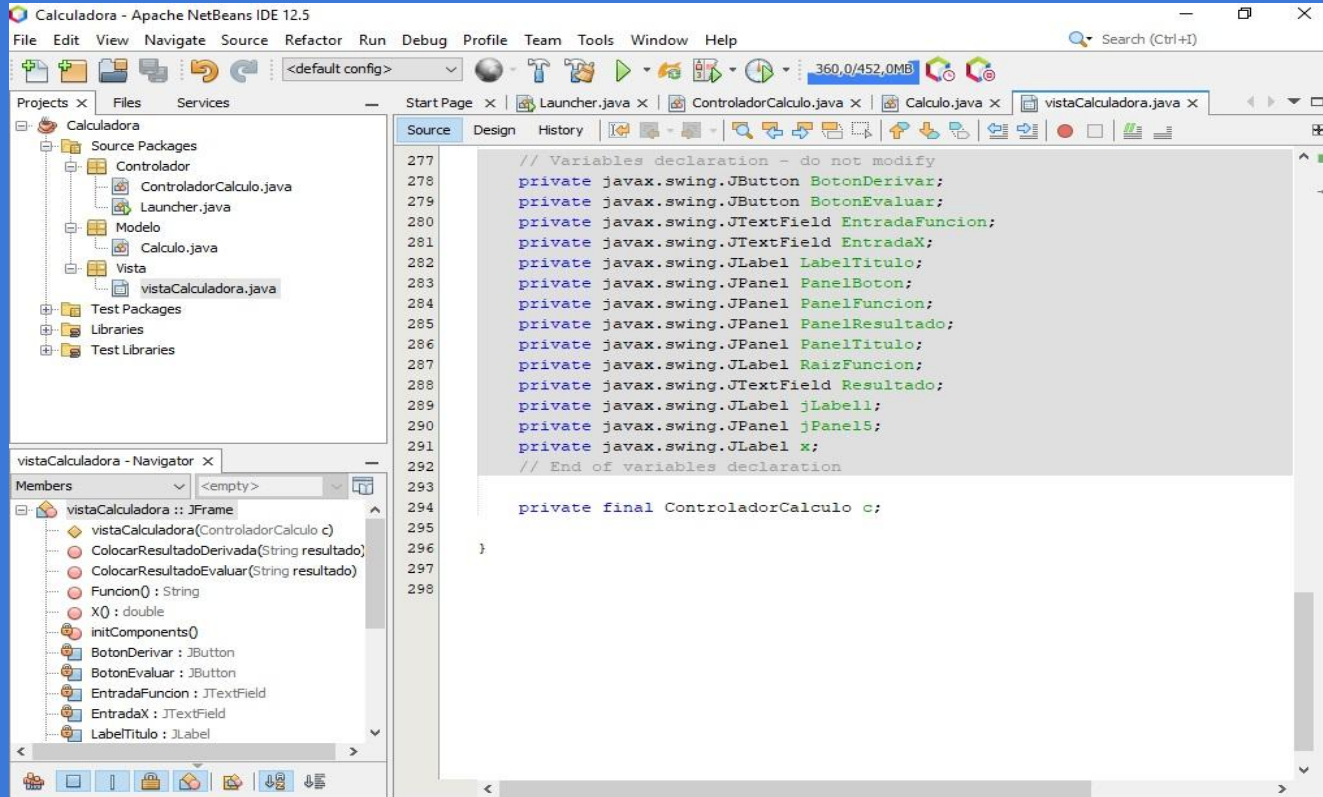 Calculadora - Apache NetBeans IDE 12.5
File Edit View Navigate Source Refactor Run Debug Profile Team Tools Window Help
Search (Ctrl+I)
<default config>
360,0/452,0MB
Projects Files Services
Calculadora
Source Packages
Controlador
ControladorCalculo.java
Launcher.java
Modelo
Calculo.java
Vista
vistaCalculadora.java
Test Packages
Libraries
Test Libraries
vistaCalculadora - Navigator
Members <empty>
vistaCalculadora :: JFrame
vistaCalculadora(ControladorCalculo c)
ColocarResultadoDerivada(String resultado)
ColocarResultadoEvaluar(String resultado)
Funcion() : String
X() : double
initComponents()
BotonDerivar : JButton
BotonEvaluar : JButton
EntradaFuncion : JTextField
EntradaX : JTextField
LabelTitulo : JLabel
Start Page Launcher.java ControladorCalculo.java Calculo.java vistaCalculadora.java
Source Design History
277 // Variables declaration - do not modify
278 private javax.swing.JButton BotonDerivar;
279 private javax.swing.JButton BotonEvaluar;
280 private javax.swing.JTextField EntradaFuncion;
281 private javax.swing.JTextField EntradaX;
282 private javax.swing.JLabel LabelTitulo;
283 private javax.swing.JPanel PanelBoton;
284 private javax.swing.JPanel PanelFuncion;
285 private javax.swing.JPanel PanelResultado;
286 private javax.swing.JPanel PanelTitulo;
287 private javax.swing.JLabel RaizFuncion;
288 private javax.swing.JTextField Resultado;
289 private javax.swing.JLabel jLabel1;
290 private javax.swing.JPanel jPanel5;
291 private javax.swing.JLabel x;
292 // End of variables declaration
293
294 private final ControladorCalculo c;
295
296 }
297
298